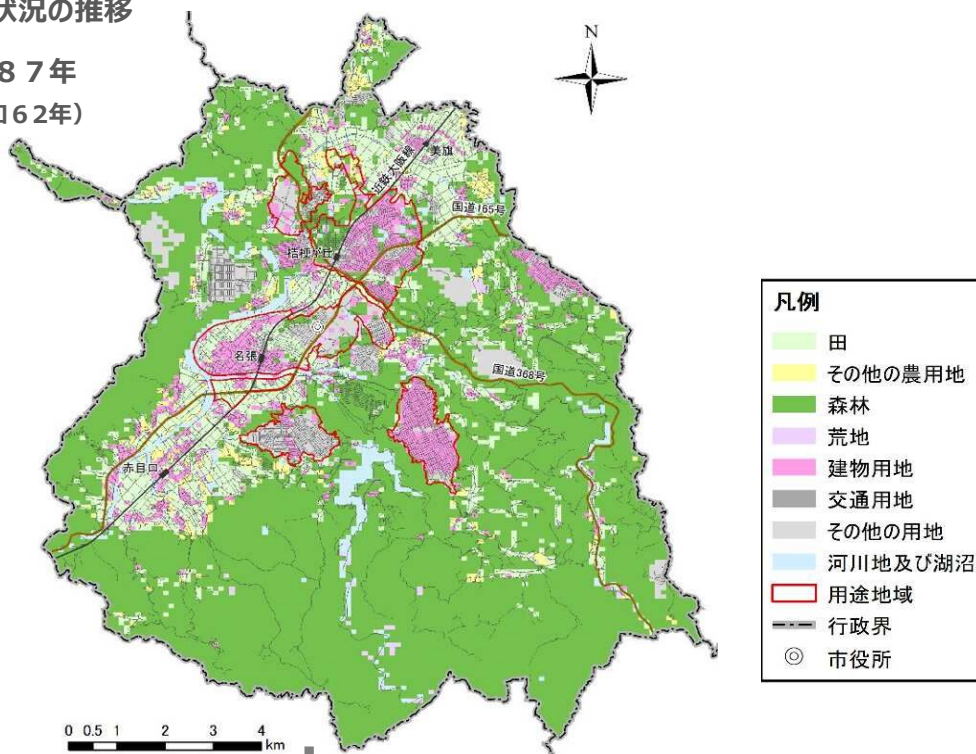 状況の推移
87年
62年）
N
美旗
近鉄大阪線
国道165号
桔梗が丘
名張
国道368号
赤目口
凡例
田
その他の農用地
森林
荒地
建物用地
交通用地
その他の用地
河川地及び湖沼
用途地域
行政界
市役所
0 0.5 1 2 3 4
km